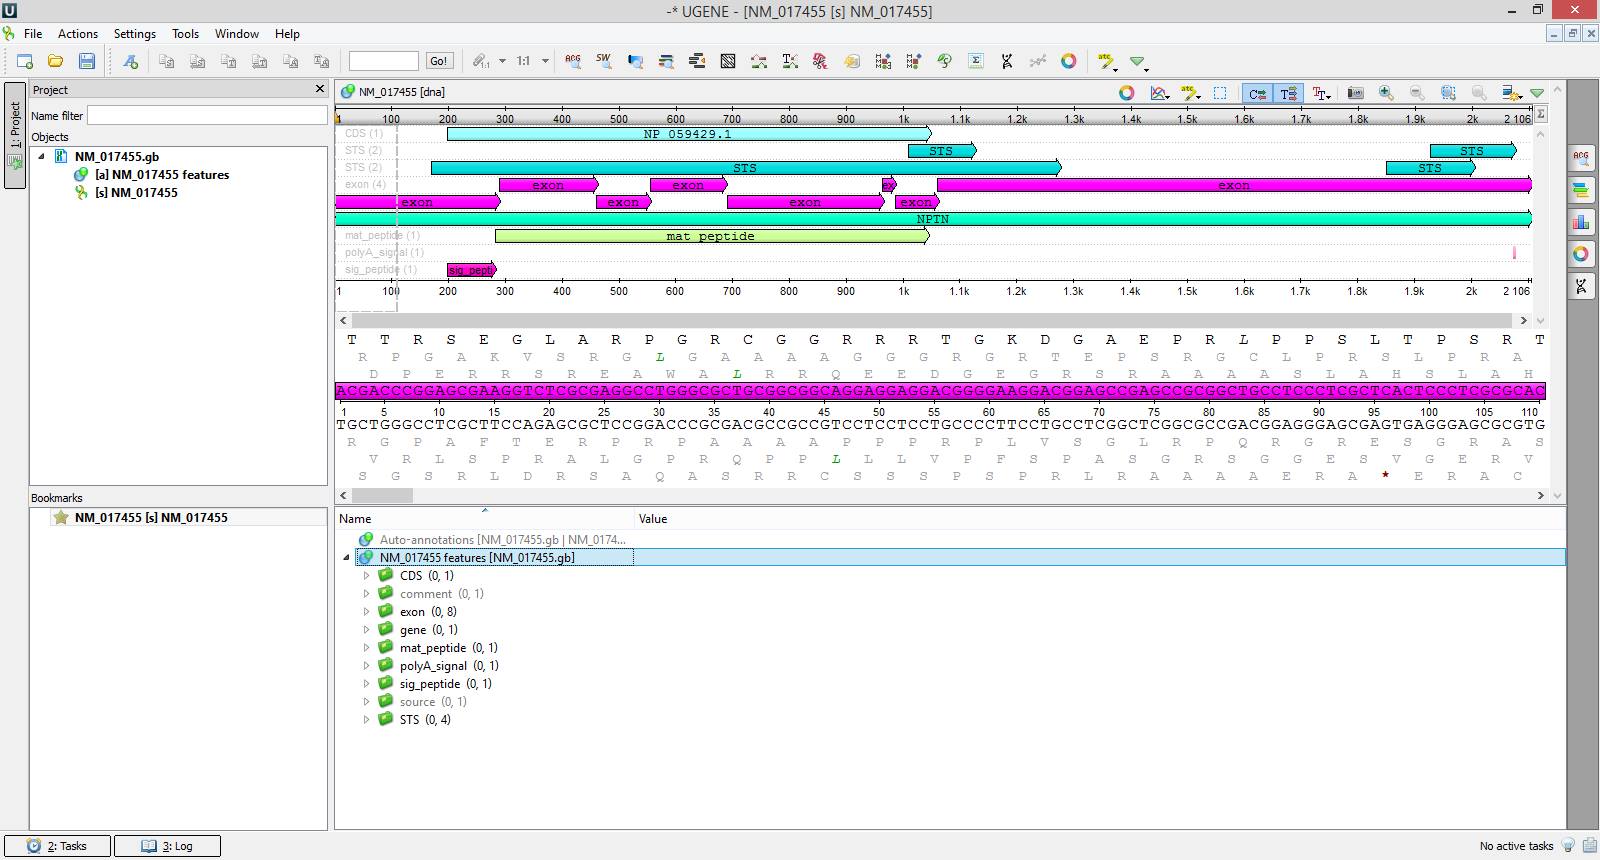 -* UGENE - [NM_017455 [s] NM_017455]
File Actions Settings Tools Window Help
Go! 1:1
1: Project
Project
Name filter
Objects
NM_017455.gb
[a] NM_017455 features
[s] NM_017455
Bookmarks
NM_017455 [s] NM_017455
NM_017455 [dna]
1 100 200 300 400 500 600 700 800 900 1k 1.1k 1.2k 1.3k 1.4k 1.5k 1.6k 1.7k 1.8k 1.9k 2k 2 106
CDS (1) NP 059429.1
STS (2) STS STS
STS (2) STS STS
exon (4) exon exon ex exon
exon exon exon exon
NPTN
mat_peptide (1) mat peptide
polyA_signal (1)
sig_peptide (1) sig_pepti
1 100 200 300 400 500 600 700 800 900 1k 1.1k 1.2k 1.3k 1.4k 1.5k 1.6k 1.7k 1.8k 1.9k 2k 2 106
T T R S E G L A R P G R C G G R R R T G K D G A E P R L P P S L T P S R T
R P G A K V S R G L G A A A A G G G R G R T E P S R G C L P R S L P R A
D P E R R S R E A W A L R R Q E E D G E G R S R A A A A S L A H S L A H
ACGACCCGGAGCGAAGGTCTCGCGAGGCCTGGGCGCTGCGGCGGCAGGAGGAGGACGGGGAAGGACGGAGCCGAGCCGCGGCTGCCTCCCTCGCTCACTCCCTCGCGCAC
1 5 10 15 20 25 30 35 40 45 50 55 60 65 70 75 80 85 90 95 100 105 110
TGCTGGGCCTCGCTTCCAGAGCGCTCCGGACCCGCGACGCCGCCGTCCTCCTCCTGCCCCTTCCTGCCTCGGCTCGGCGCCGACGGAGGGAGCGAGTGAGGGAGCGCGTG
R G P A F T E R P R P A A A A P P P R P L V S G L R P Q R G R E S G R A S
V R L S P R A L G P R Q P P L L L V P F S P A S G R S G G E S V G E R V
S G S R L D R S A Q A S R R C S S S P S P R L R A A A A E R A * E R A C
Name Value
Auto-annotations [NM_017455.gb | NM_0174...
NM_017455 features [NM_017455.gb]
CDS (0, 1)
comment (0, 1)
exon (0, 8)
gene (0, 1)
mat_peptide (0, 1)
polyA_signal (0, 1)
sig_peptide (0, 1)
source (0, 1)
STS (0, 4)
2: Tasks
3: Log
No active tasks